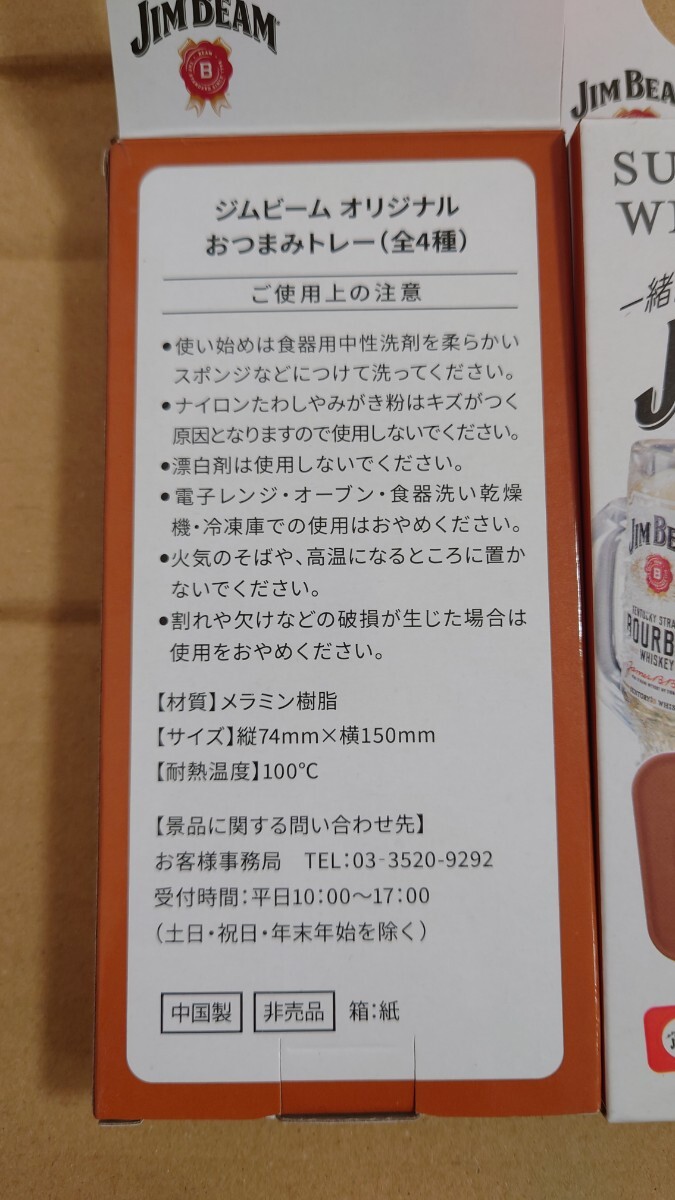 JIM BEAM
B
ジムビーム オリジナル
おつまみトレー(全4種)
ご使用上の注意
•使い始めは食器用中性洗剤を柔らかい
スポンジなどにつけて洗ってください。
•ナイロンたわしやみがき粉はキズがつく
原因となりますので使用しないでください。
•漂白剤は使用しないでください。
•電子レンジ・オーブン・食器洗い乾燥
機・冷凍庫での使用はおやめください。
•火気のそばや、高温になるところに置か
ないでください。
•割れや欠けなどの破損が生じた場合は
使用をおやめください。
【材質】メラミン樹脂
【サイズ】縦74mm×横150mm
【耐熱温度】100℃
【景品に関する問い合わせ先】
お客様事務局 TEL:03-3520-9292
受付時間:平日10:00〜17:00
(土日・祝日・年末年始を除く)
中国製 非売品 箱:紙
JIM BEA
SU
WI
一緒
J
JIM BE
B
KENTUCKY STRA
BOURB
WHISKEY